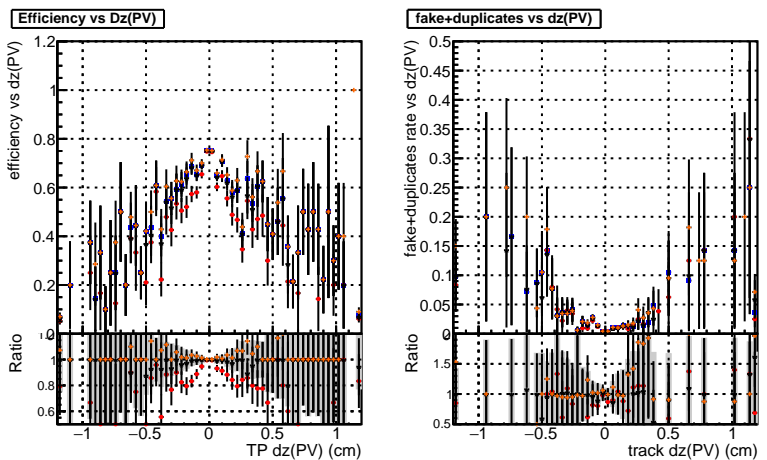 Efficiency vs Dz(PV)
efficiency vs dz(PV)
1.2
1
0.8
0.6
0.4
0.2
0
Ratio
1.2
1
0.8
0.6
−1 −0.5 0 0.5 1
TP dz(PV) (cm)
fake+duplicates vs dz(PV)
fake+duplicates rate vs dz(PV)
0.5
0.45
0.4
0.35
0.3
0.25
0.2
0.15
0.1
0.05
0
Ratio
2
1.5
1
0.5
−1 −0.5 0 0.5 1
track dz(PV) (cm)